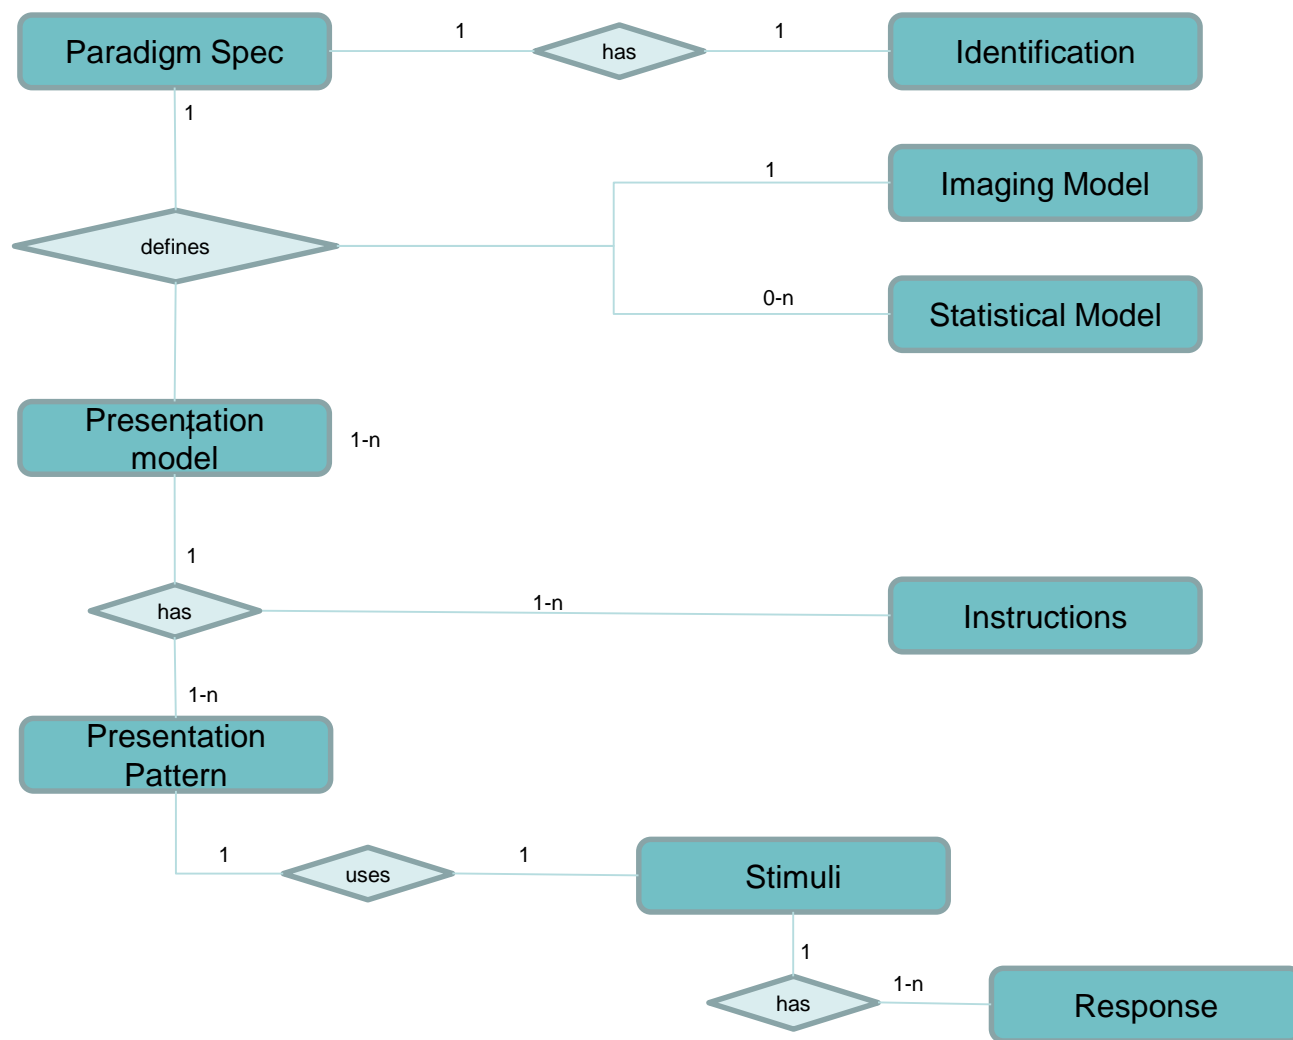 Paradigm Spec
1
has
1
Identification
1
Imaging Model
1
defines
0-n
Statistical Model
Presentation
model
1
1-n
1
has
1-n
Instructions
1-n
Presentation
Pattern
1
uses
1
Stimuli
1
has
1-n
Response